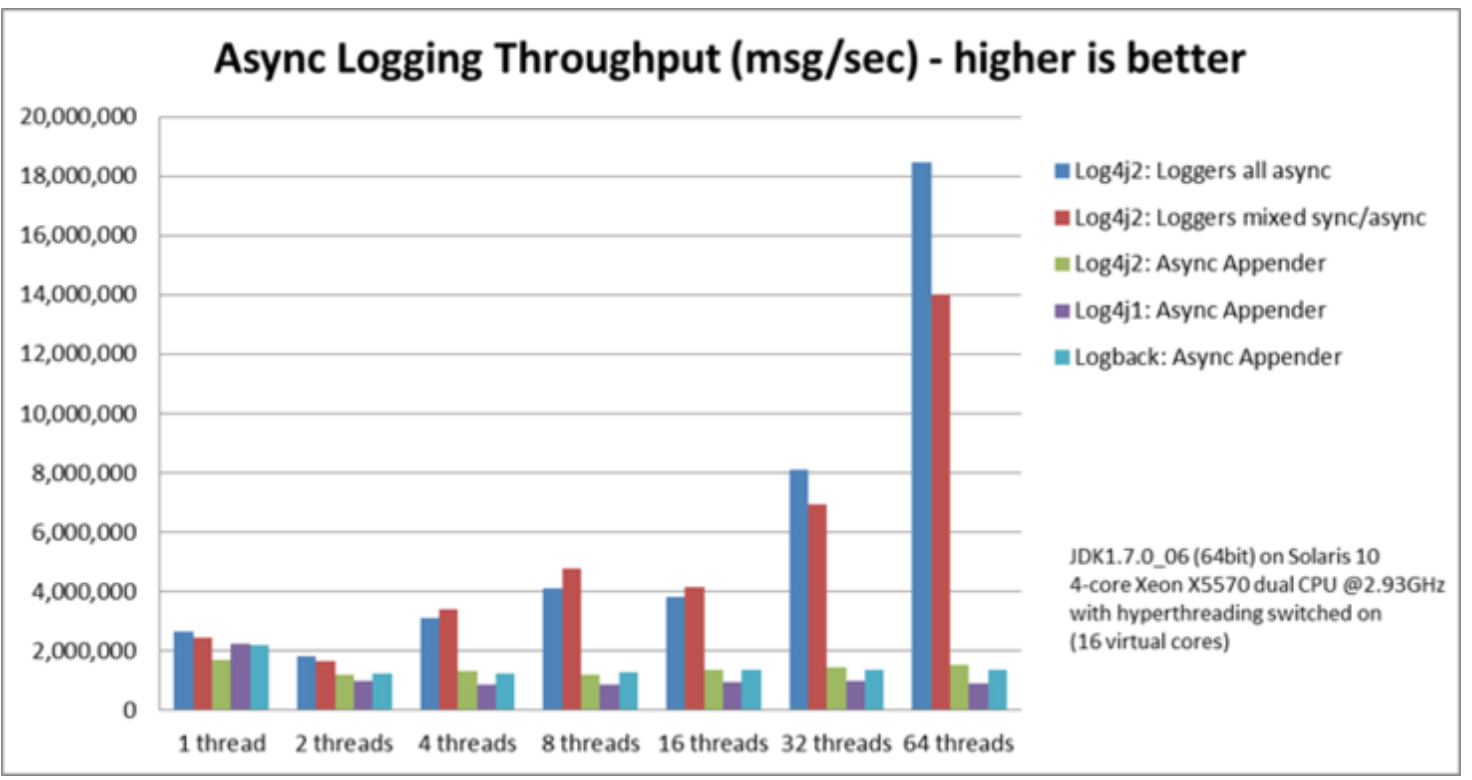 Async Logging Throughput (msg/sec) - higher is better
20,000,000
18,000,000
16,000,000
14,000,000
12,000,000
10,000,000
8,000,000
6,000,000
4,000,000
2,000,000
0
1 thread
2 threads
4 threads
8 threads
16 threads
32 threads
64 threads
Log4j2: Loggers all async
Log4j2: Loggers mixed sync/async
Log4j2: Async Appender
Log4j1: Async Appender
Logback: Async Appender
JDK1.7.0_06 (64bit) on Solaris 10
4-core Xeon X5570 dual CPU @2.93GHz
with hyperthreading switched on
(16 virtual cores)